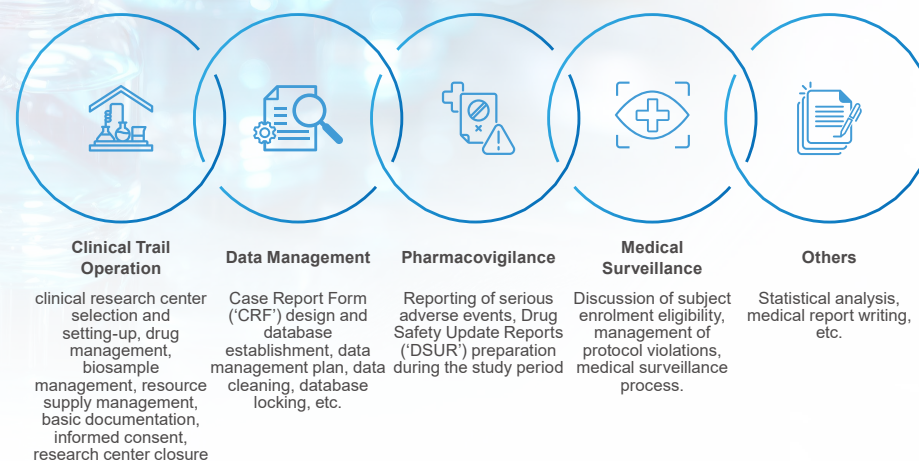 Clinical Trail
Operation
clinical research center
selection and
setting-up, drug
management,
biosample
management, resource
supply management,
basic documentation,
informed consent,
research center closure
Data Management
Case Report Form
(‘CRF’) design and
database
establishment, data
management plan, data
cleaning, database
locking, etc.
Pharmacovigilance
Reporting of serious
adverse events, Drug
Safety Update Reports
(‘DSUR’) preparation
during the study period
Medical
Surveillance
Discussion of subject
enrolment eligibility,
management of
protocol violations,
medical surveillance
process.
Others
Statistical analysis,
medical report writing,
etc.